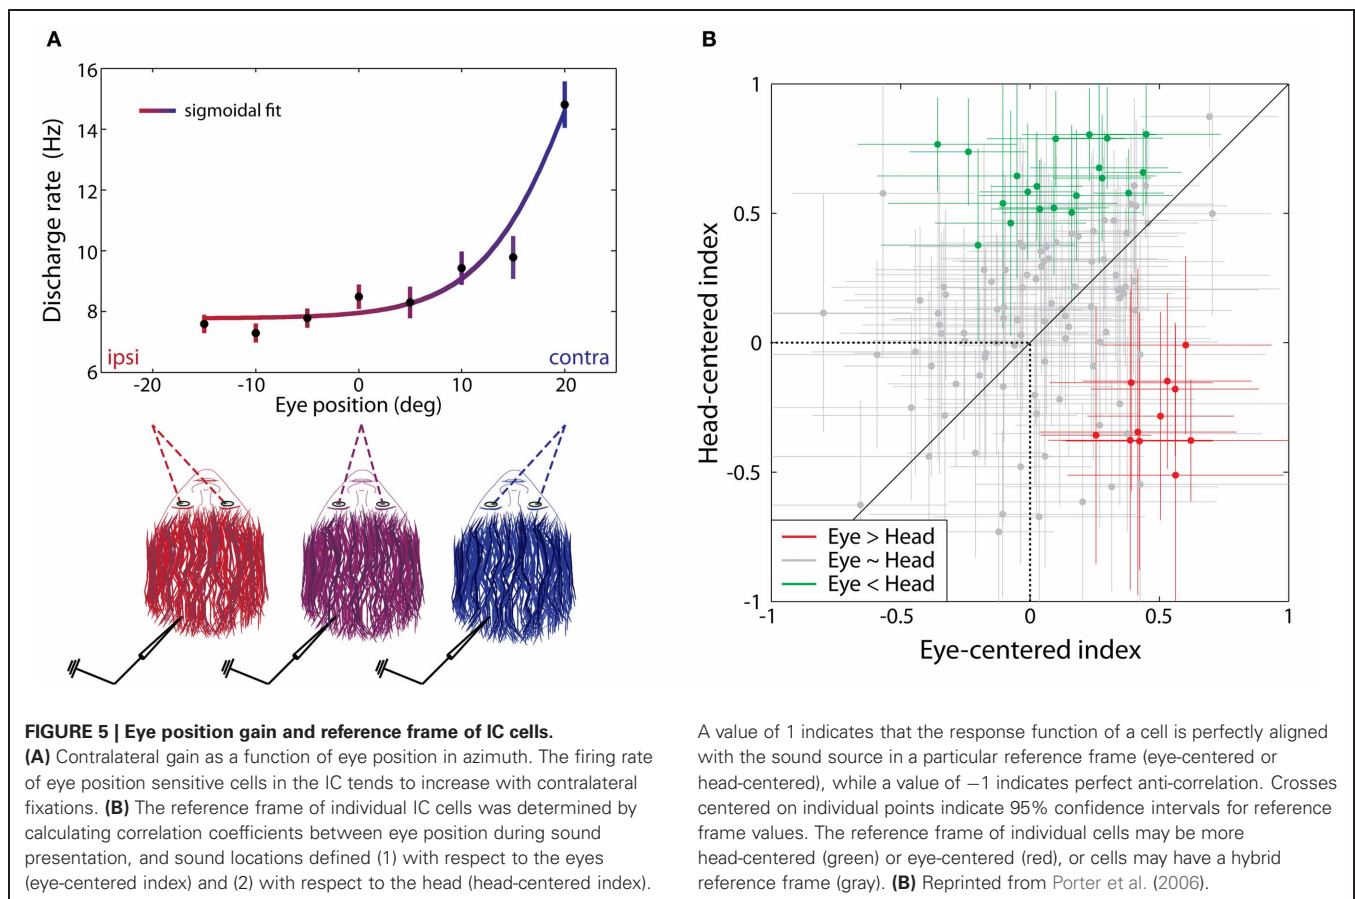 A
16
14
12
10
8
6
Discharge rate (Hz)
sigmoidal fit
ipsi
contra
-20
-10
0
10
20
Eye position (deg)
B
1
0.5
0
-0.5
-1
Head-centered index
Eye > Head
Eye ~ Head
Eye < Head
-1
-0.5
0
0.5
1
Eye-centered index
FIGURE 5 | Eye position gain and reference frame of IC cells.
(A) Contralateral gain as a function of eye position in azimuth. The firing rate
of eye position sensitive cells in the IC tends to increase with contralateral
fixations. (B) The reference frame of individual IC cells was determined by
calculating correlation coefficients between eye position during sound
presentation, and sound locations defined (1) with respect to the eyes
(eye-centered index) and (2) with respect to the head (head-centered index).
A value of 1 indicates that the response function of a cell is perfectly aligned
with the sound source in a particular reference frame (eye-centered or
head-centered), while a value of −1 indicates perfect anti-correlation. Crosses
centered on individual points indicate 95% confidence intervals for reference
frame values. The reference frame of individual cells may be more
head-centered (green) or eye-centered (red), or cells may have a hybrid
reference frame (gray). (B) Reprinted from Porter et al. (2006).